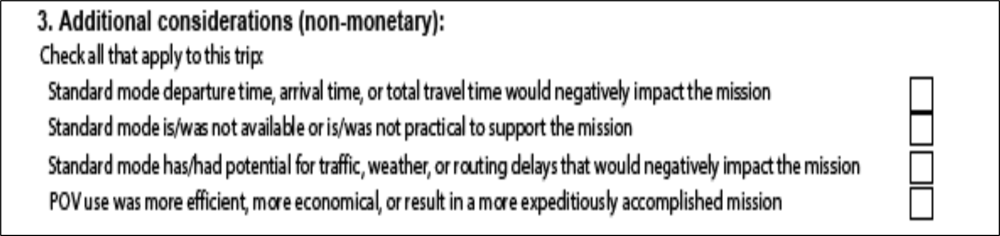 3. Additional considerations (non-monetary):
Check all that apply to this trip:
Standard mode departure time, arrival time, or total travel time would negatively impact the mission
Standard mode is/was not available or is/was not practical to support the mission
Standard mode has/had potential for traffic, weather, or routing delays that would negatively impact the mission
POV use was more efficient, more economical, or result in a more expeditiously accomplished mission